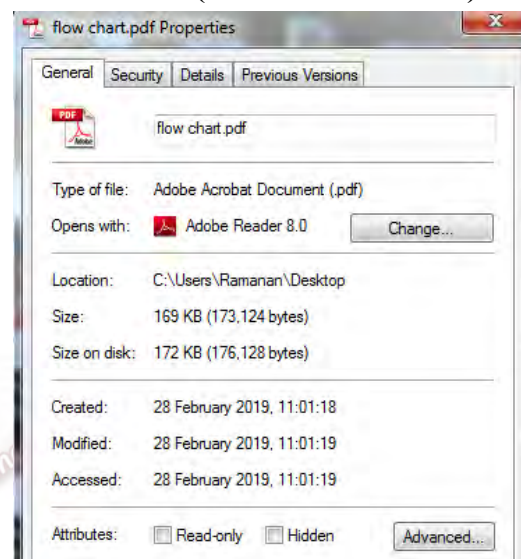 flow chart.pdf Properties
General Security Details Previous Versions
PDF
Adobe
flow chart.pdf
Type of file: Adobe Acrobat Document (.pdf)
Opens with: Adobe Reader 8.0 Change...
Location: C:\Users\Ramanan\Desktop
Size: 169 KB (173,124 bytes)
Size on disk: 172 KB (176,128 bytes)
Created: 28 February 2019, 11:01:18
Modified: 28 February 2019, 11:01:19
Accessed: 28 February 2019, 11:01:19
Attributes: Read-only Hidden Advanced...